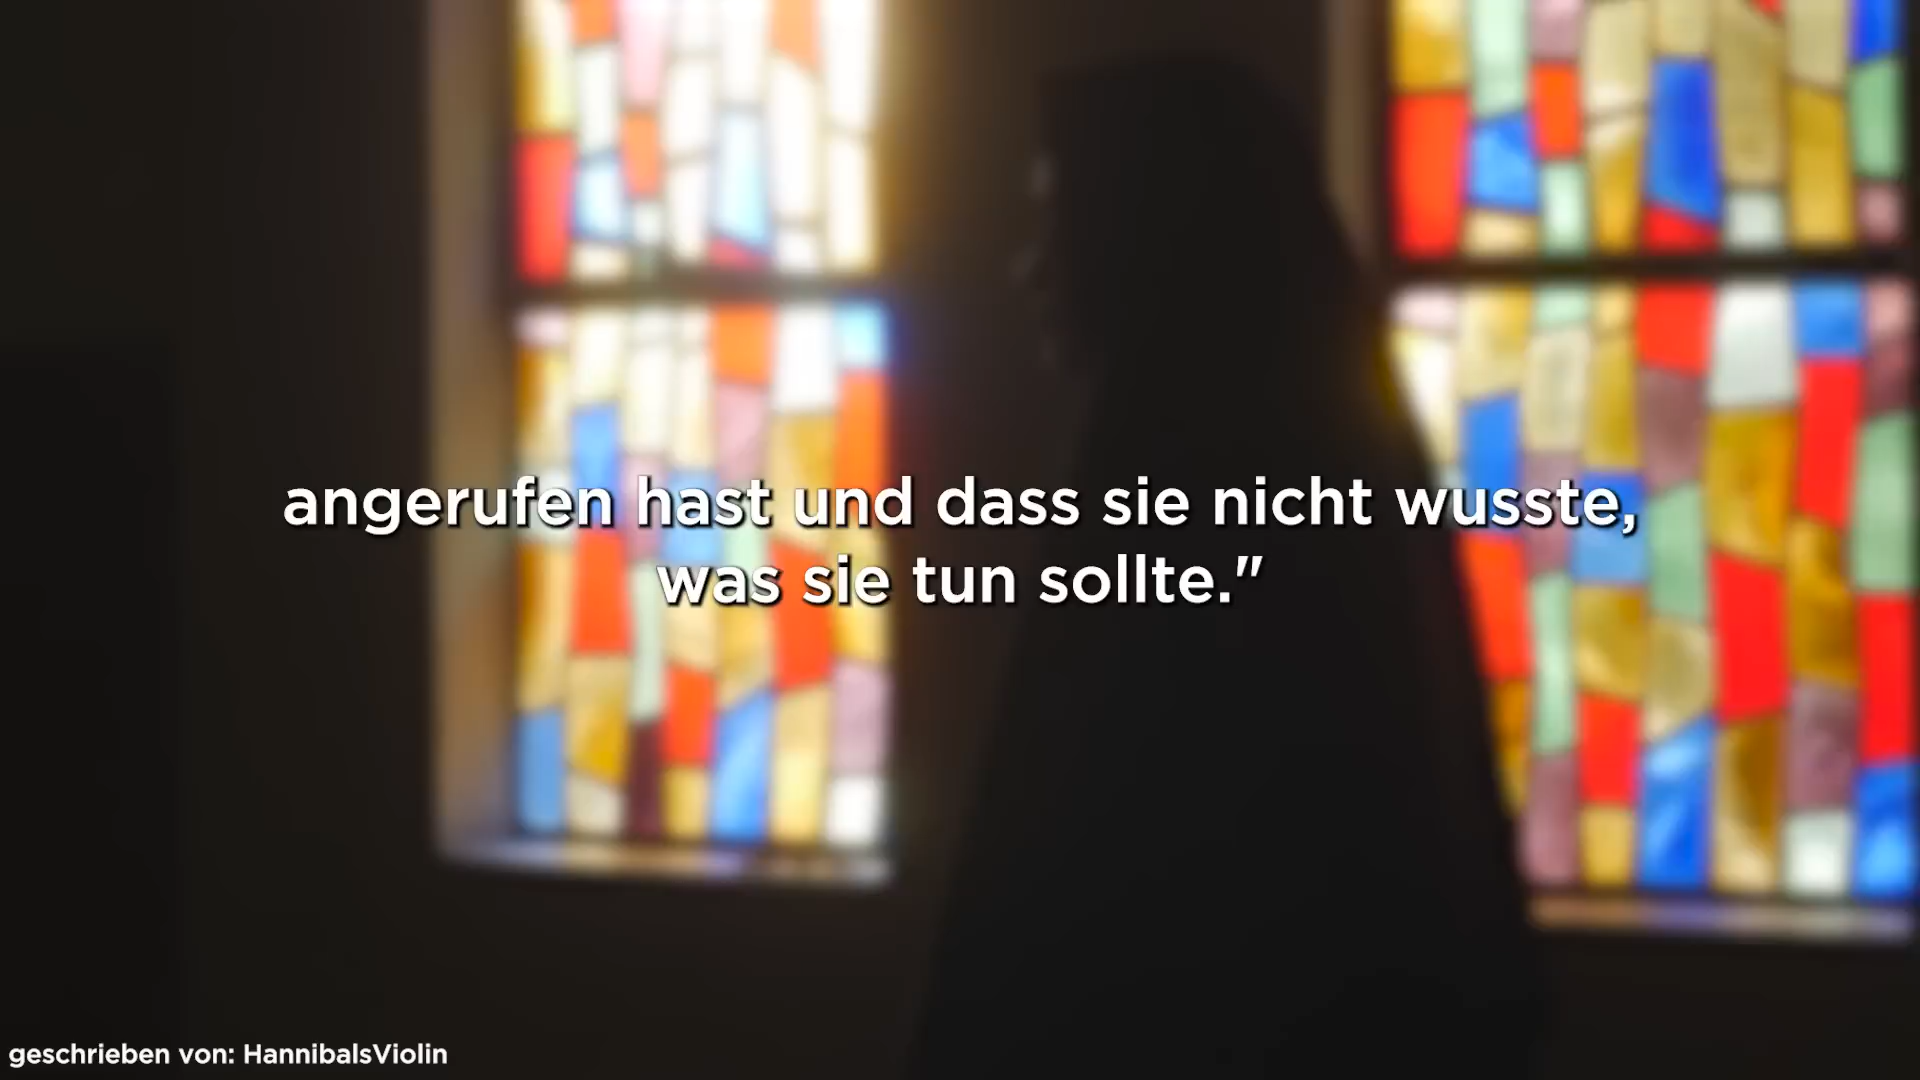 angerufen hast und dass sie nicht wusste,
was sie tun sollte."
geschrieben von: HannibalsViolin